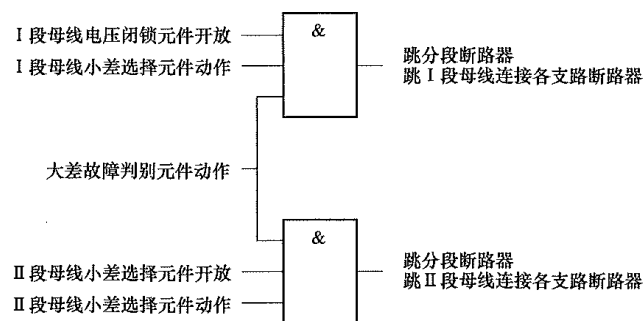 Ⅰ段母线电压闭锁元件开放
&
Ⅰ段母线小差选择元件动作
跳分段断路器
跳Ⅰ段母线连接各支路断路器
大差故障判别元件动作
&
Ⅱ段母线小差选择元件开放
跳分段断路器
跳Ⅱ段母线连接各支路断路器
Ⅱ段母线小差选择元件动作